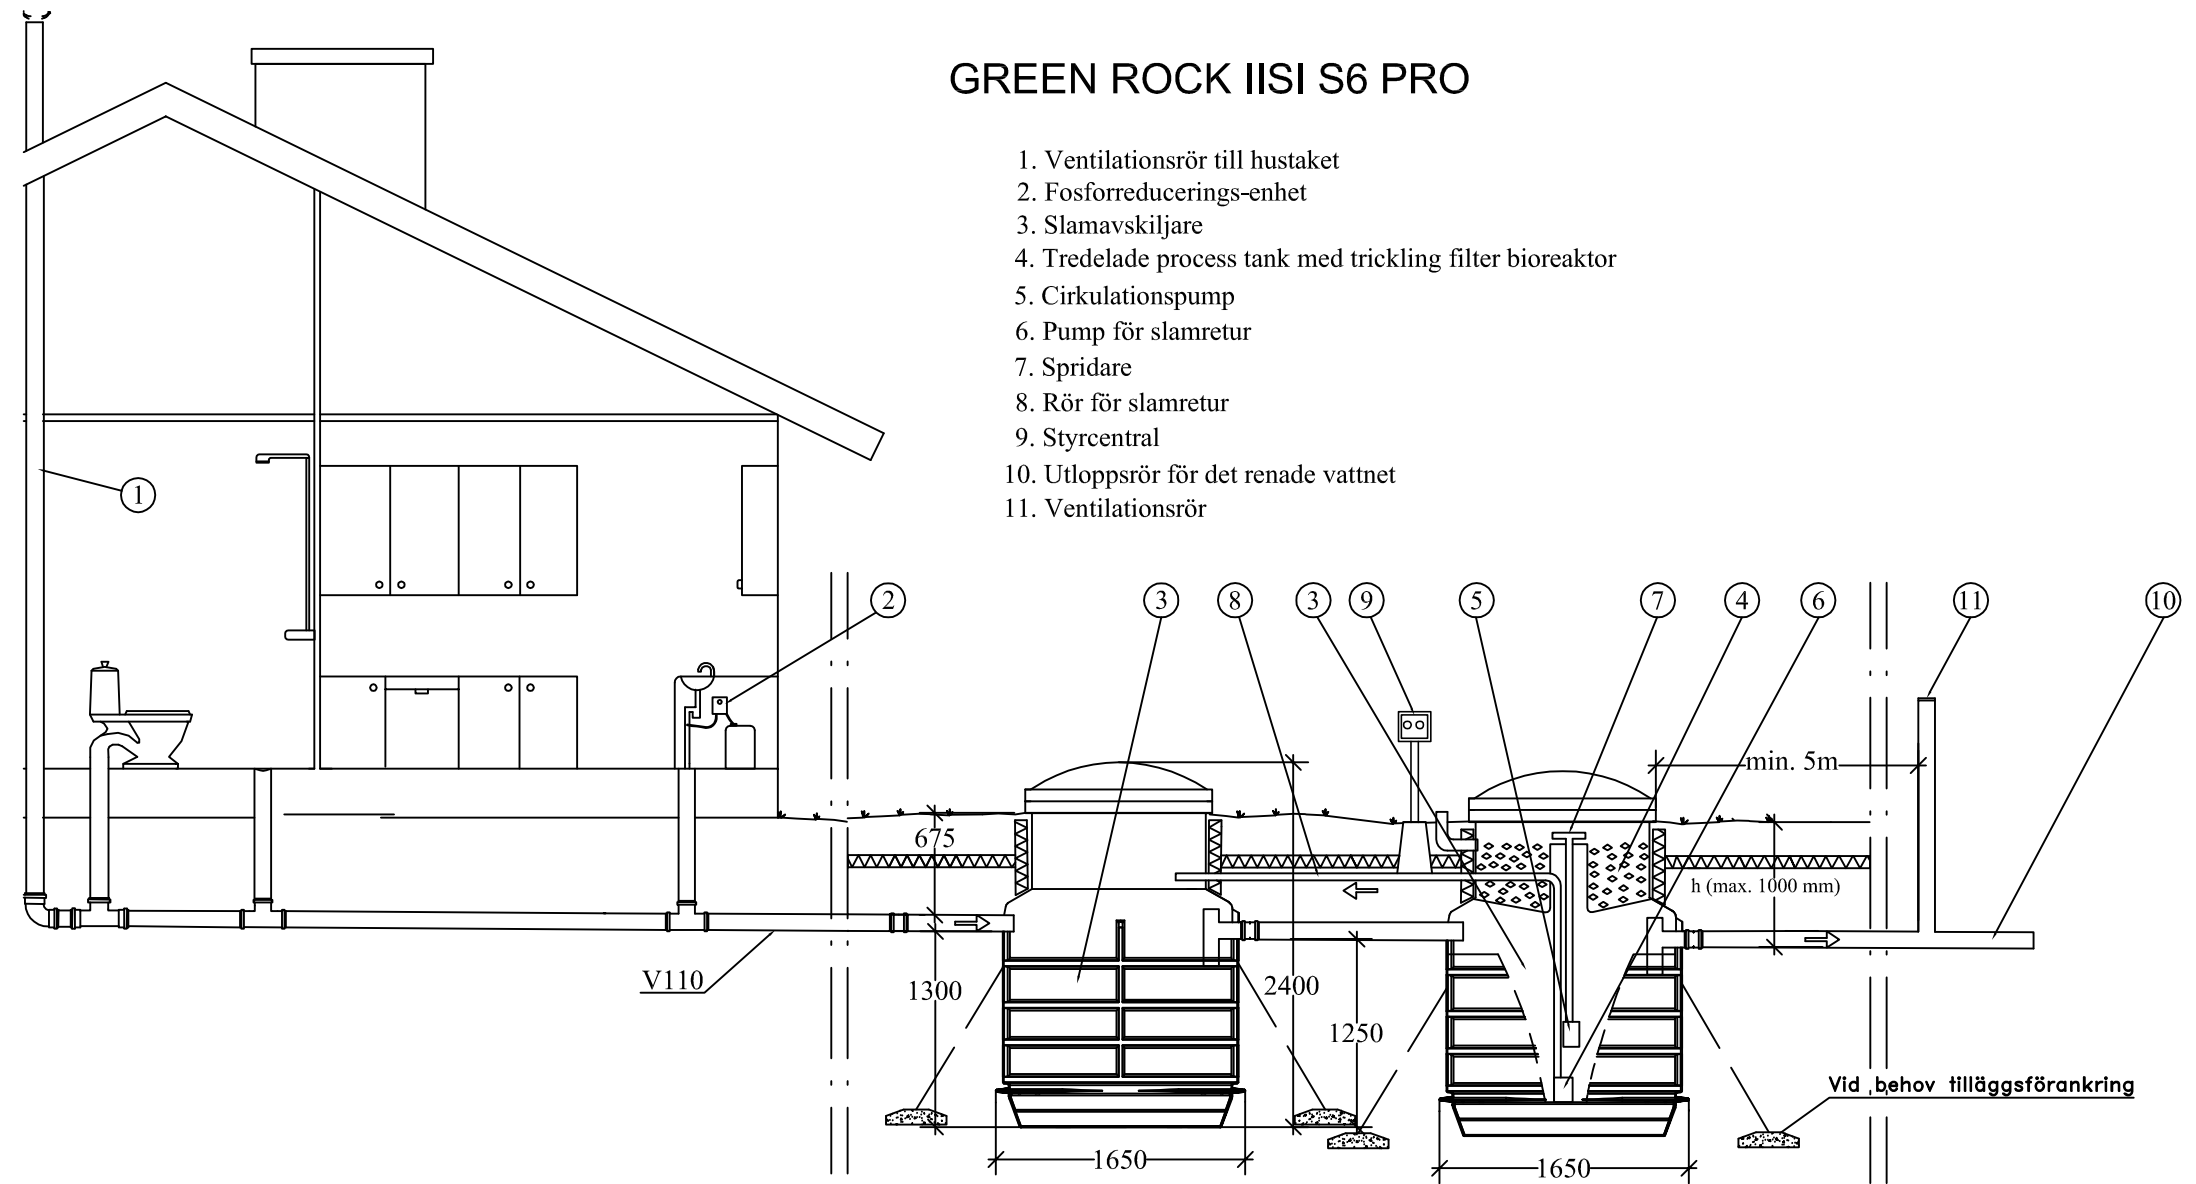 GREEN ROCK IISI S6 PRO
1. Ventilationsrör till hustaket
2. Fosforreducerings-enhet
3. Slamavskiljare
4. Tredelade process tank med trickling filter bioreaktor
5. Cirkulationspump
6. Pump för slamretur
7. Spridare
8. Rör för slamretur
9. Styrcentral
10. Utloppsrör för det renade vattnet
11. Ventilationsrör
1
2
3
8
3
9
5
7
4
6
11
10
min. 5m
675
h (max. 1000 mm)
V110
1300
2400
1250
Vid behov tilläggsförankring
1650
1650